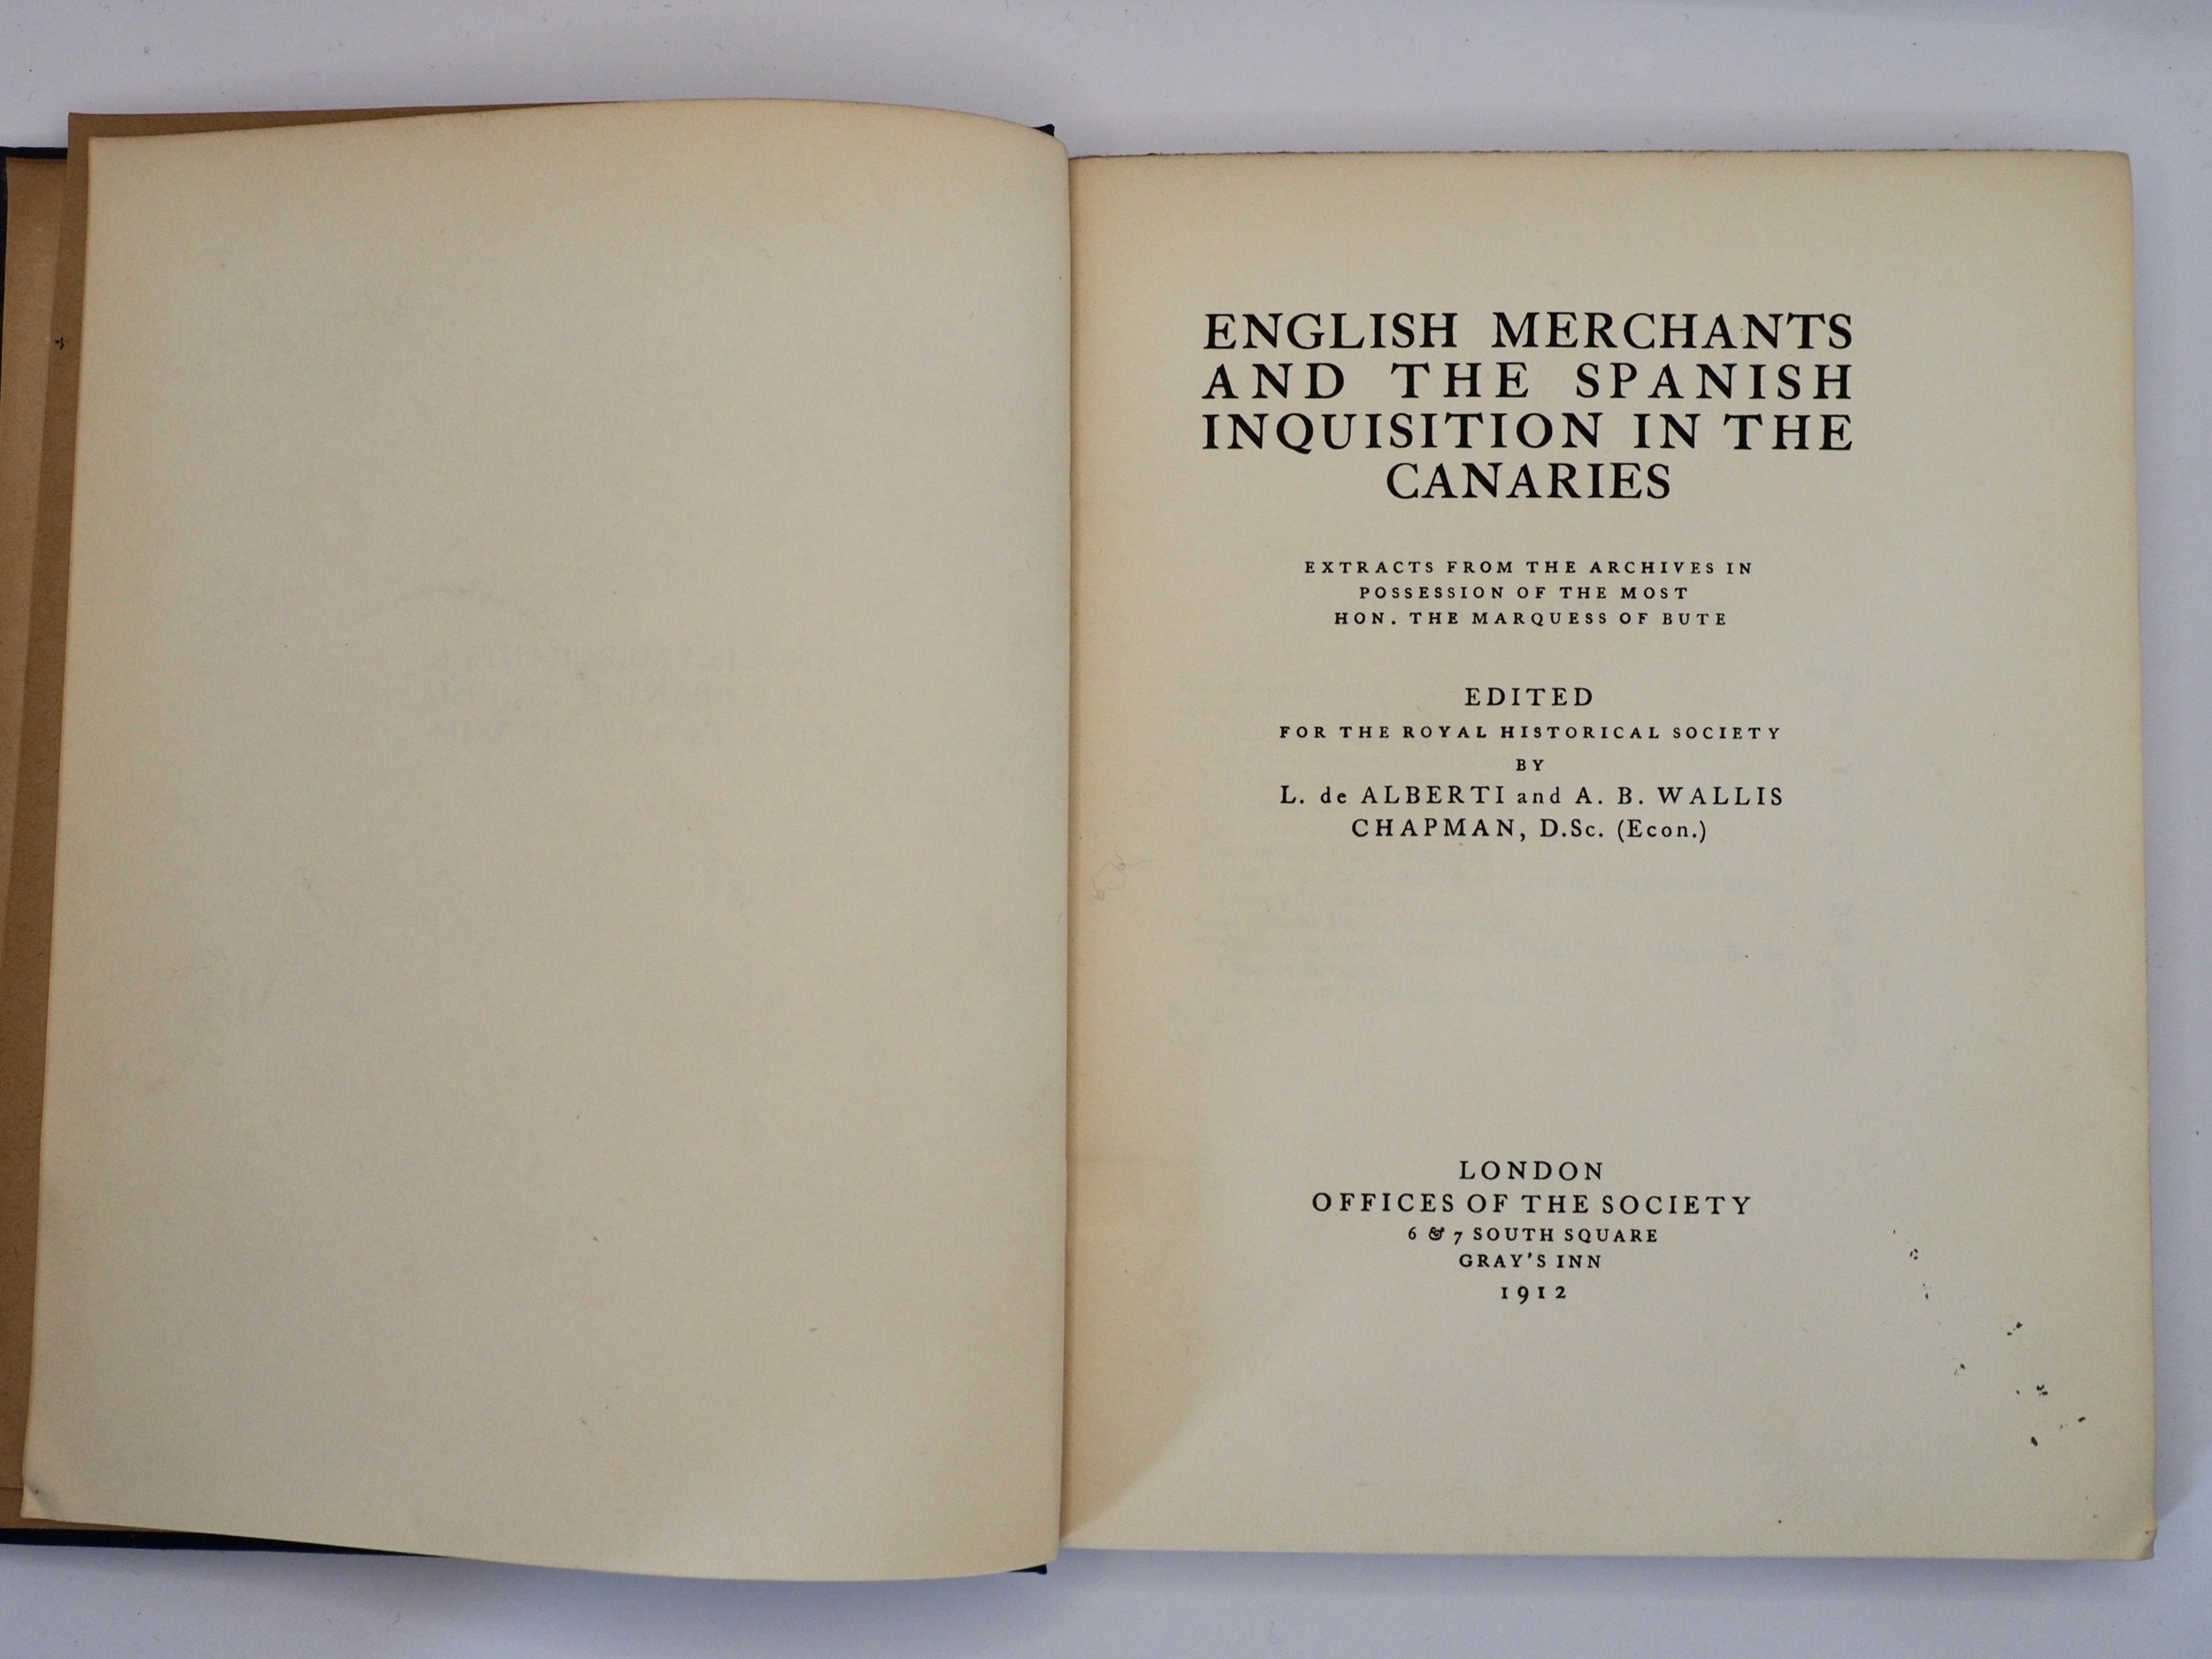 ENGLISH MERCHANTS
AND THE SPANISH
INQUISITION IN THE
CANARIES
EXTRACTS FROM THE ARCHIVES IN
POSSESSION OF THE MOST
HON. THE MARQUESS OF BUTE
EDITED
FOR THE ROYAL HISTORICAL SOCIETY
BY
L. de ALBERTI and A. B. WALLIS
CHAPMAN, D.Sc. (Econ.)
LONDON
OFFICES OF THE SOCIETY
6 & 7 SOUTH SQUARE
GRAY'S INN
1912